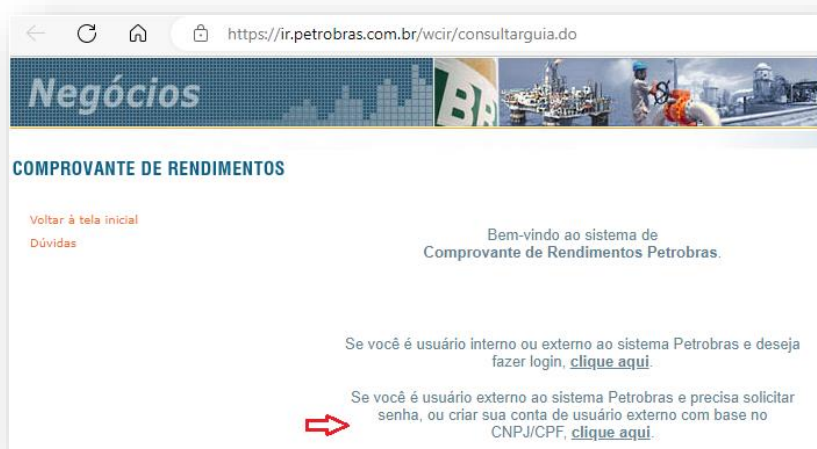 https://ir.petrobras.com.br/wcir/consultarguia.do
Negócios
BR
COMPROVANTE DE RENDIMENTOS
Voltar à tela inicial
Dúvidas
Bem-vindo ao sistema de
Comprovante de Rendimentos Petrobras.
Se você é usuário interno ou externo ao sistema Petrobras e deseja
fazer login, clique aqui.
Se você é usuário externo ao sistema Petrobras e precisa solicitar
senha, ou criar sua conta de usuário externo com base no
CNPJ/CPF, clique aqui.